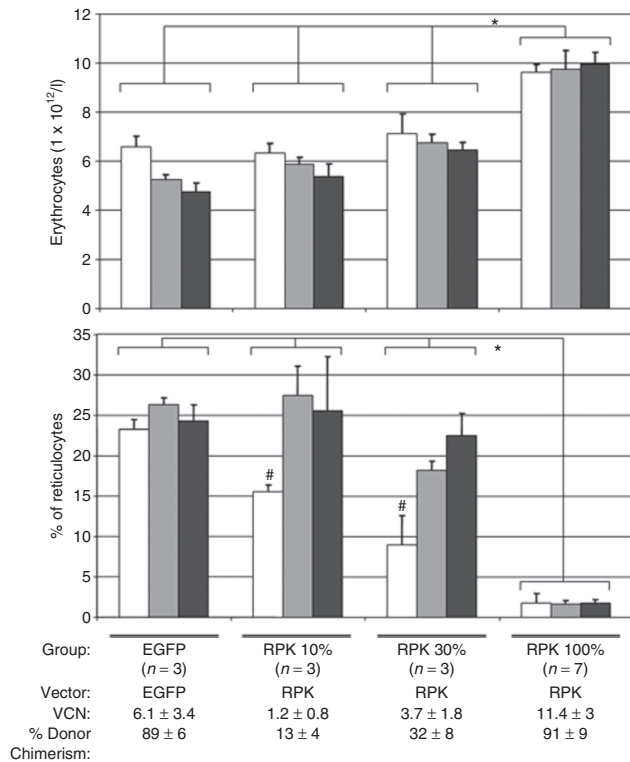 12
10
8
6
4
2
0
Erythrocytes (1 x 10¹²/l)
*
35
30
25
20
15
10
5
0
% of reticulocytes
*
#
#
Group: EGFP RPK 10% RPK 30% RPK 100%
(n = 3) (n = 3) (n = 3) (n = 7)
Vector: EGFP RPK RPK RPK
VCN: 6.1 ± 3.4 1.2 ± 0.8 3.7 ± 1.8 11.4 ± 3
% Donor 89 ± 6 13 ± 4 32 ± 8 91 ± 9
Chimerism: